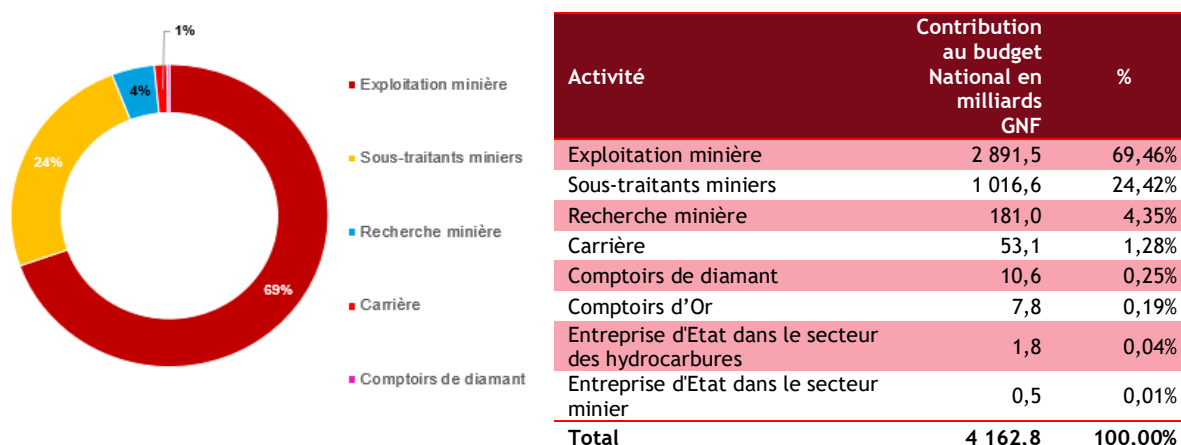 1%
4%
24%
69%
Exploitation minière
Sous-traitants miniers
Recherche minière
Carrière
Comptoirs de diamant
Activité
Contribution
au budget
National en
milliards
GNF
%
Exploitation minière 2 891,5 69,46%
Sous-traitants miniers 1 016,6 24,42%
Recherche minière 181,0 4,35%
Carrière 53,1 1,28%
Comptoirs de diamant 10,6 0,25%
Comptoirs d’Or 7,8 0,19%
Entreprise d'Etat dans le secteur
des hydrocarbures 1,8 0,04%
Entreprise d'Etat dans le secteur
minier 0,5 0,01%
Total 4 162,8 100,00%